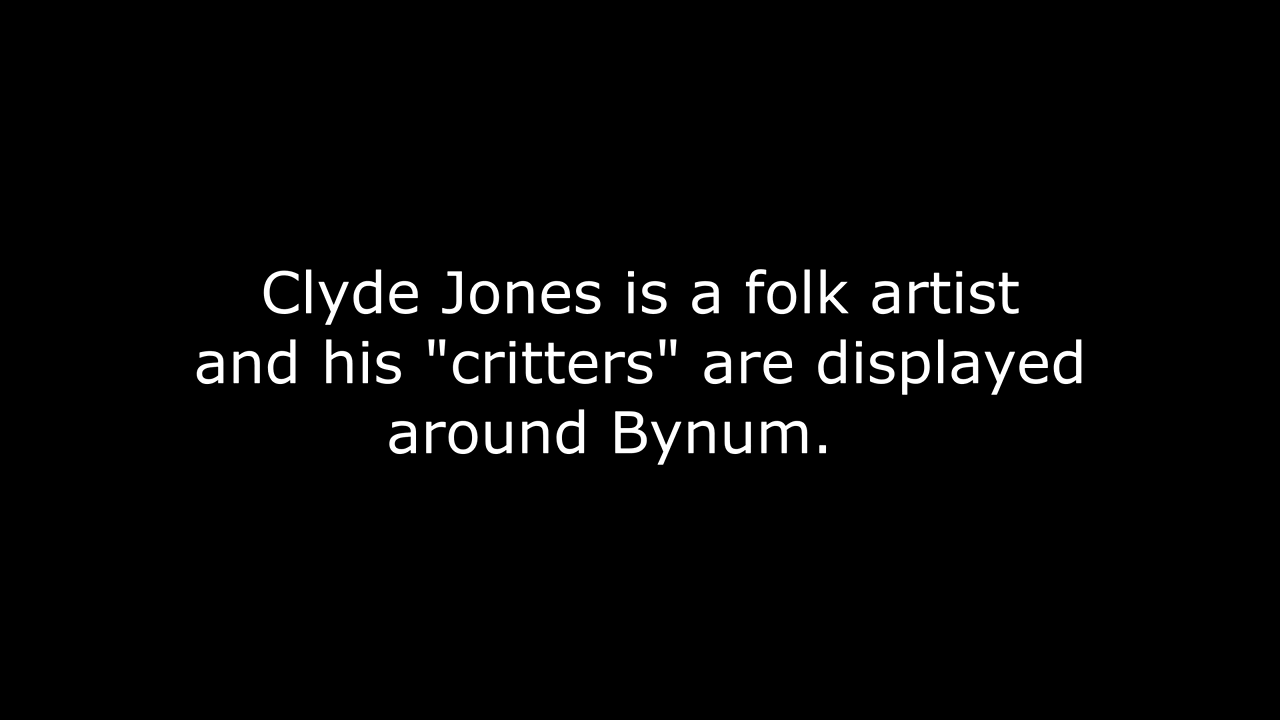 Clyde Jones is a folk artist
and his "critters" are displayed
around Bynum.